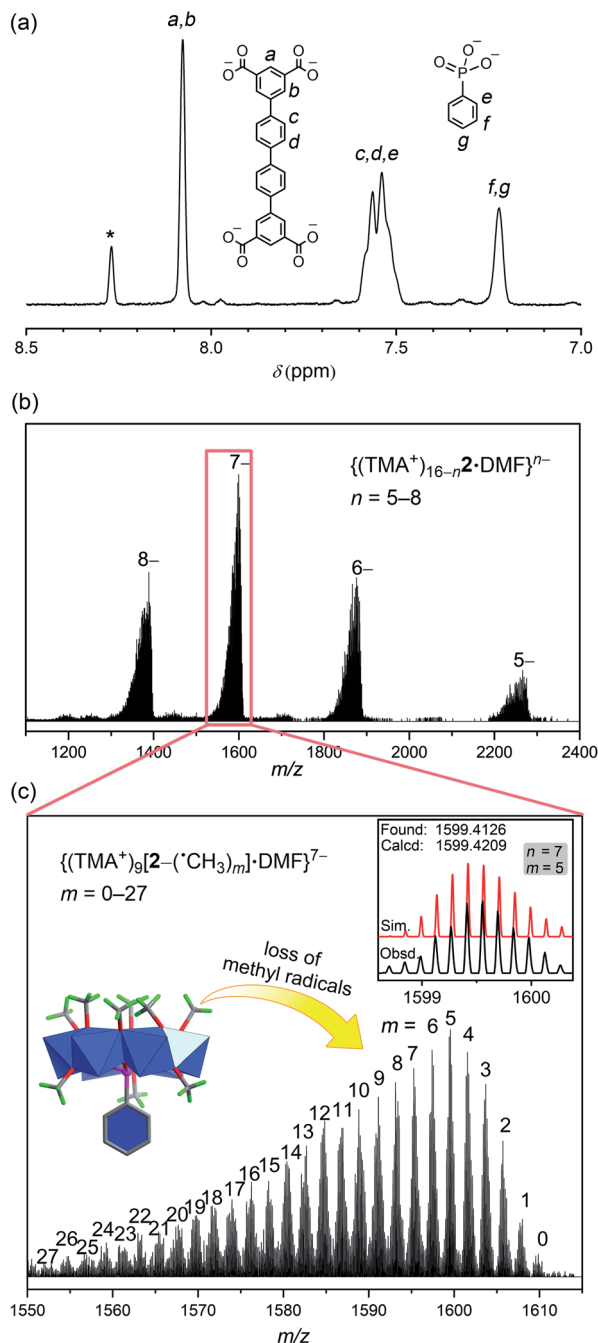 (a)
a,b
O⁻
O
O
O⁻
a
b
c
d
O⁻
O
O
O⁻
O⁻
O
P
O⁻
e
f
g
c,d,e
f,g
*
8.5 8.0 7.5 7.0
δ (ppm)
(b)
7–
{(TMA⁺)₁₆₋ₙ2·DMF}ⁿ⁻
n = 5–8
8–
6–
5–
1200 1400 1600 1800 2000 2200 2400
m/z
(c)
{(TMA⁺)₉[2–(•CH₃)ₘ]·DMF}⁷⁻
m = 0–27
Found: 1599.4126
Calcd: 1599.4209
n = 7
m = 5
Sim.
Obsd.
1599 1600
loss of
methyl radicals
m = 6 5 4 3 2 1 0
27 26 25 24 23 22 21 20 19 18 17 16 15 14 13 12 11 10 9 8 7
1550 1560 1570 1580 1590 1600 1610
m/z